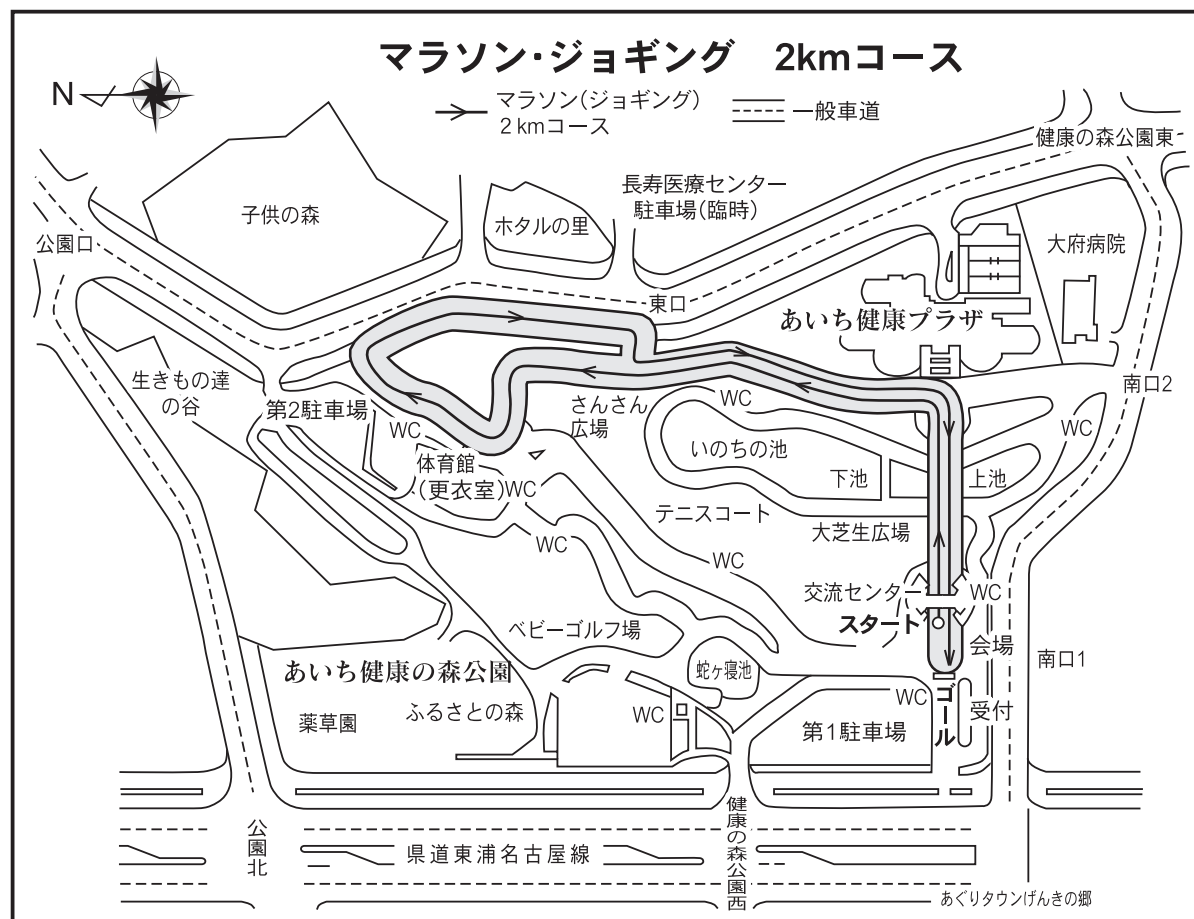 マラソン・ジョギング　2kmコース
N
マラソン(ジョギング)
2kmコース
一般車道
健康の森公園東
長寿医療センター
駐車場(臨時)
子供の森
ホタルの里
大府病院
公園口
東口
あいち健康プラザ
生きもの達
の谷
南口2
第2駐車場
さんさん
広場
WC
WC
WC
いのちの池
体育館
(更衣室)
WC
下池
上池
テニスコート
大芝生広場
WC
WC
交流センター
WC
スタート
ベビーゴルフ場
会場
南口1
あいち健康の森公園
蛇ヶ寝池
ゴール
WC
受付
薬草園
ふるさとの森
WC
第1駐車場
公園北
県道東浦名古屋線
健康の森公園西
あぐりタウンげんきの郷